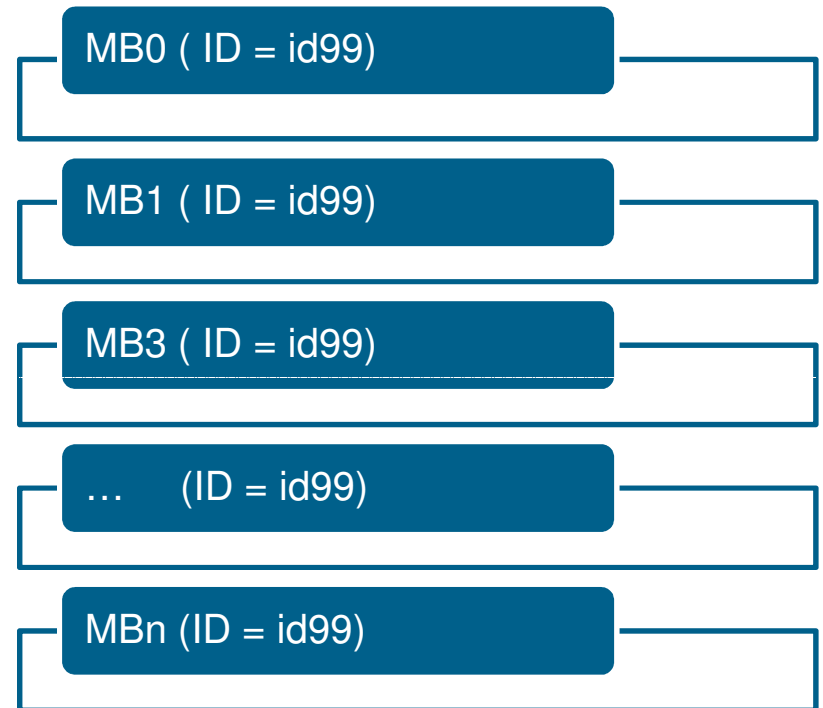 MB0 ( ID = id99)
MB1 ( ID = id99)
MB3 ( ID = id99)
… (ID = id99)
MBn (ID = id99)